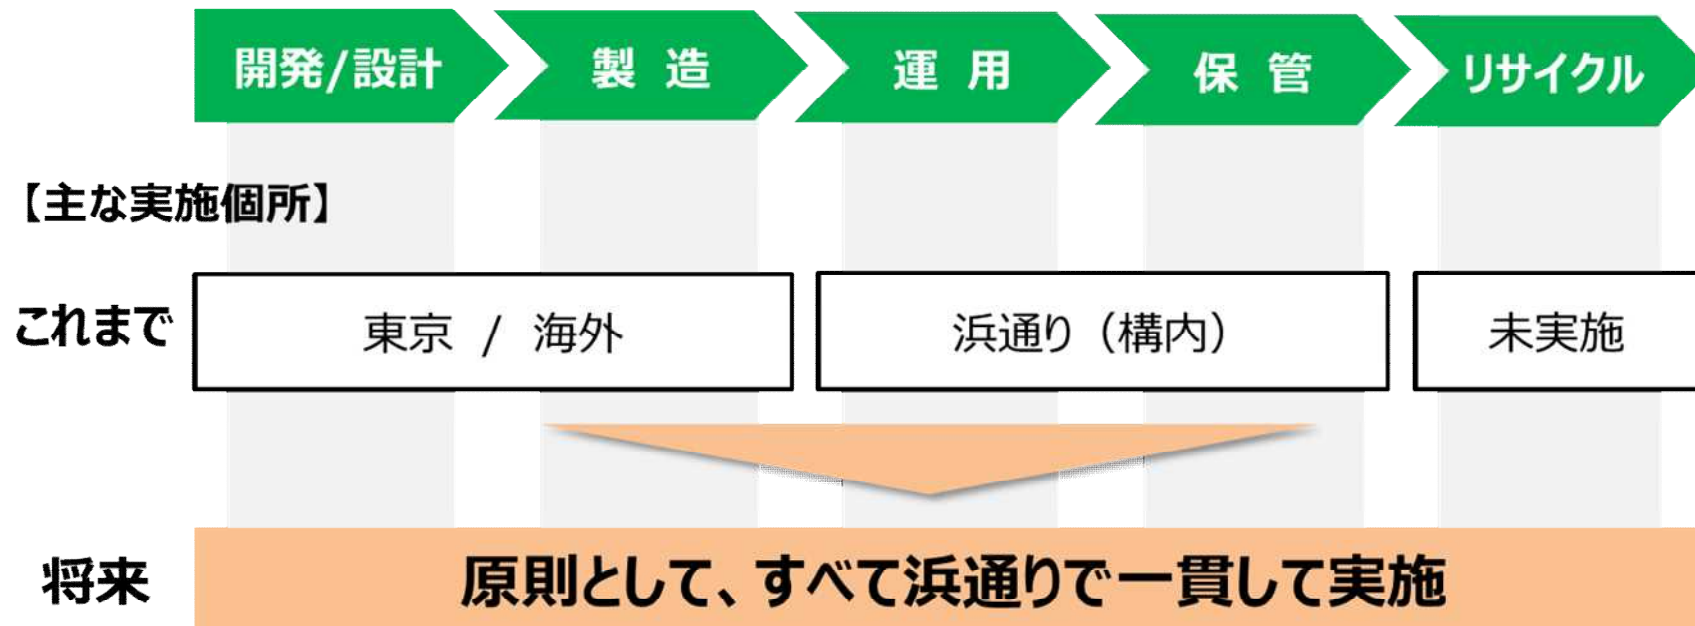 開発/設計
製 造
運 用
保 管
リサイクル
【主な実施個所】
これまで
東京 / 海外
浜通り（構内）
未実施
将来
原則として、すべて浜通りで一貫して実施